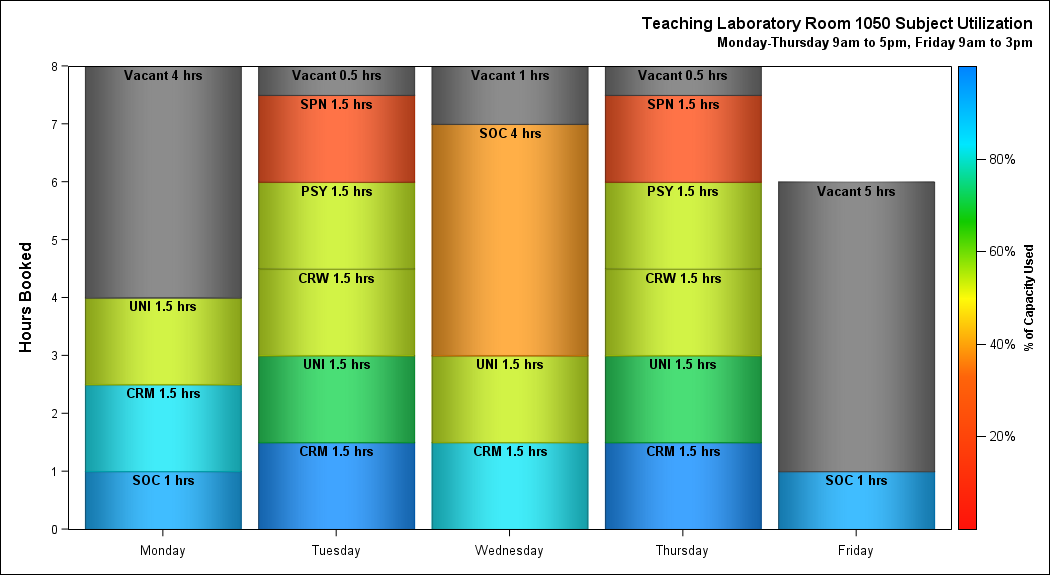 Teaching Laboratory Room 1050 Subject Utilization
Monday-Thursday 9am to 5pm, Friday 9am to 3pm
Hours Booked
8
7
6
5
4
3
2
1
0
Vacant 4 hrs
UNI 1.5 hrs
CRM 1.5 hrs
SOC 1 hrs
Vacant 0.5 hrs
SPN 1.5 hrs
PSY 1.5 hrs
CRW 1.5 hrs
UNI 1.5 hrs
CRM 1.5 hrs
Vacant 1 hrs
SOC 4 hrs
UNI 1.5 hrs
CRM 1.5 hrs
Vacant 0.5 hrs
SPN 1.5 hrs
PSY 1.5 hrs
CRW 1.5 hrs
UNI 1.5 hrs
CRM 1.5 hrs
Vacant 5 hrs
SOC 1 hrs
Monday
Tuesday
Wednesday
Thursday
Friday
80%
60%
40%
20%
% of Capacity Used